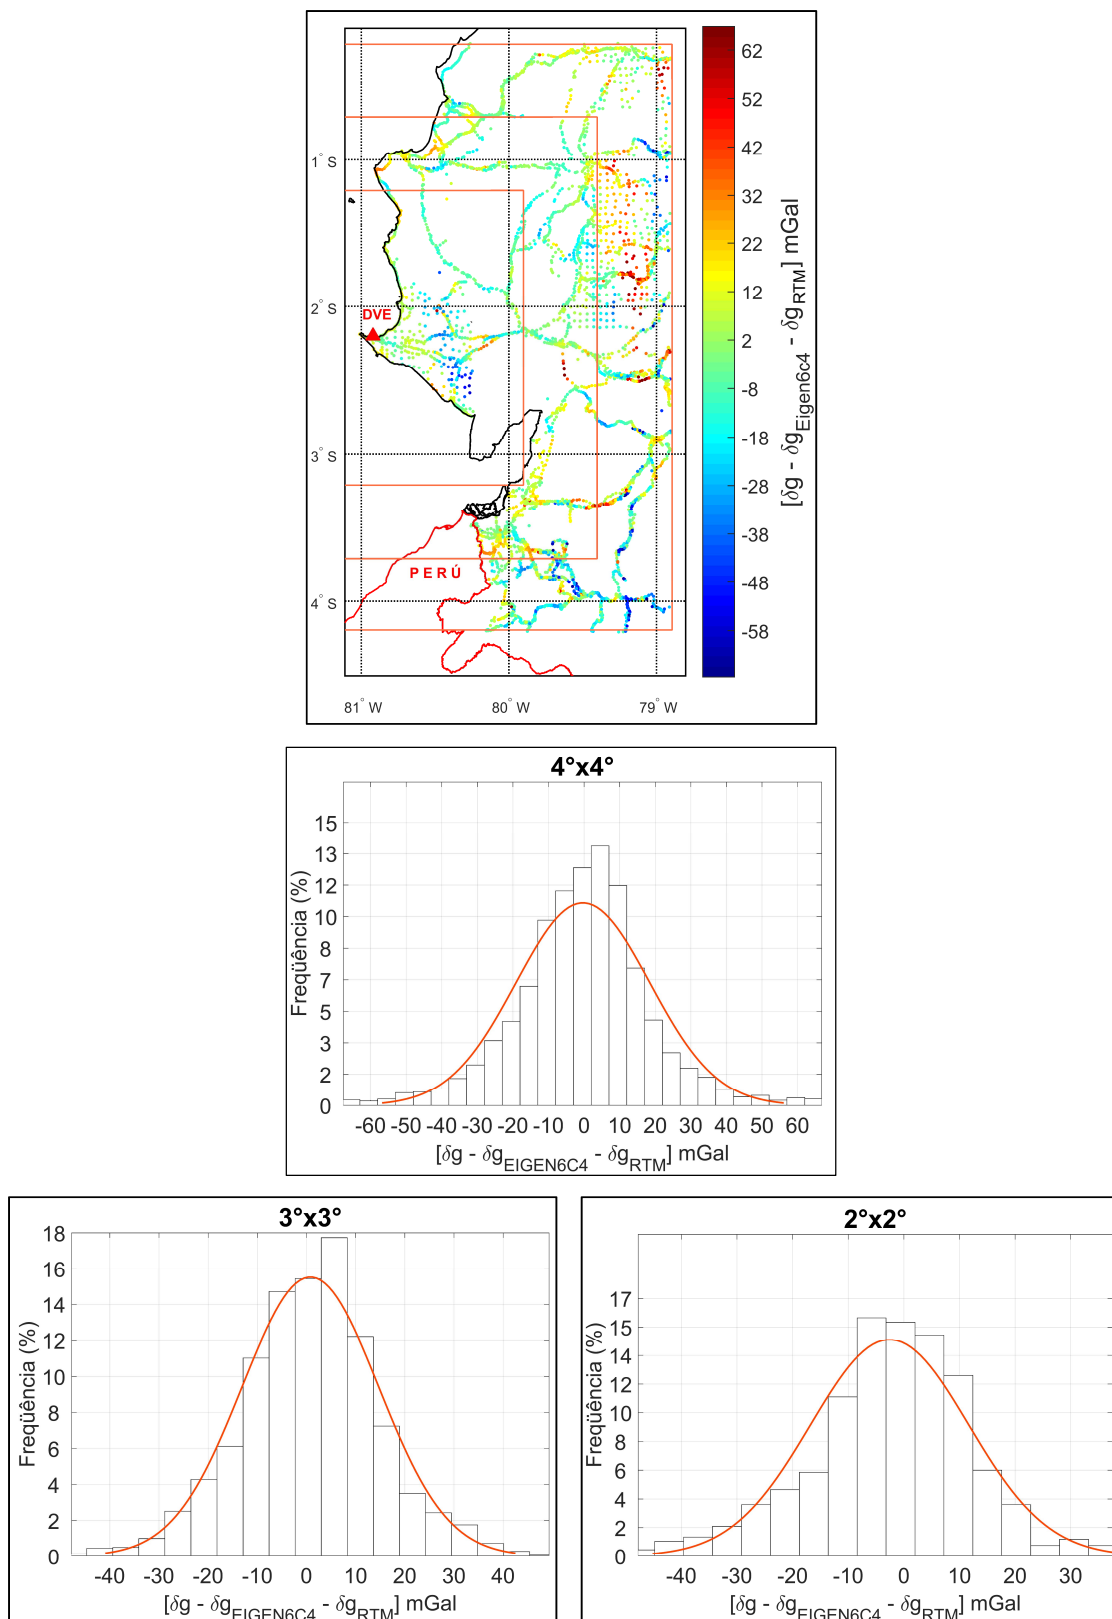 1° S
2° S
3° S
4° S
81° W
80° W
79° W
DVE
PERÚ
62
52
42
32
22
12
2
-8
-18
-28
-38
-48
-58
[δg - δgEigen6c4 - δgRTM] mGal
4°x4°
Freqüência (%)
15
13
12
10
8
7
5
3
2
0
-60 -50 -40 -30 -20 -10 0 10 20 30 40 50 60
[δg - δgEIGEN6C4 - δgRTM] mGal
3°x3°
Freqüência (%)
18
16
14
12
10
8
6
4
2
0
-40 -30 -20 -10 0 10 20 30 40
[δg - δgEIGEN6C4 - δgRTM] mGal
2°x2°
Freqüência (%)
17
15
14
12
10
9
7
5
3
2
0
-40 -30 -20 -10 0 10 20 30
[δg - δgEIGEN6C4 - δgRTM] mGal